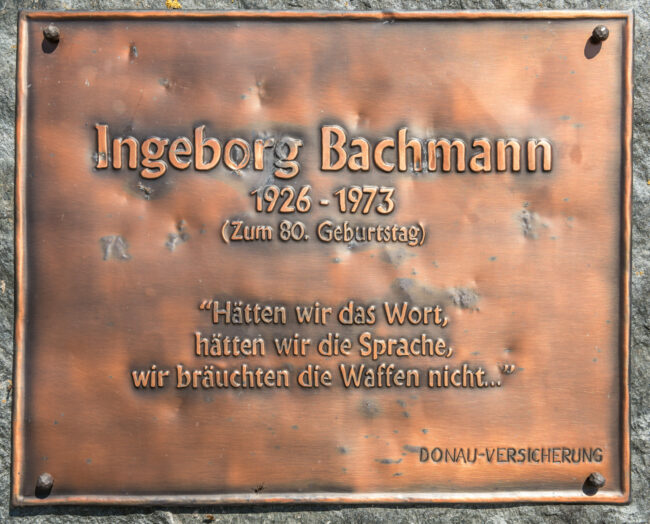 Ingeborg Bachmann
1926 - 1973
(Zum 80. Geburtstag)
“Hätten wir das Wort,
hätten wir die Sprache,
wir bräuchten die Waffen nicht...”
DONAU-VERSICHERUNG